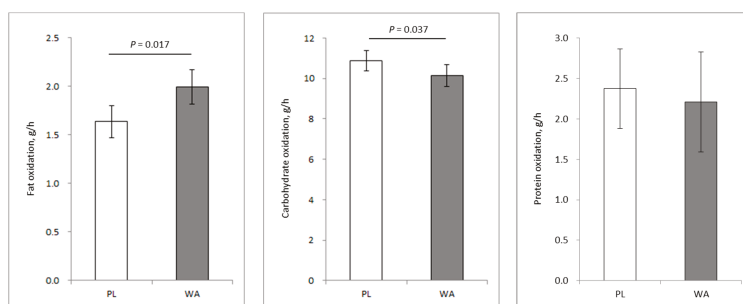 P = 0.017
Fat oxidation, g/h
2.5
2.0
1.5
1.0
0.5
0.0
PL WA
P = 0.037
Carbohydrate oxidation, g/h
12
10
8
6
4
2
0
PL WA
Protein oxidation, g/h
3.0
2.5
2.0
1.5
1.0
0.5
0.0
PL WA